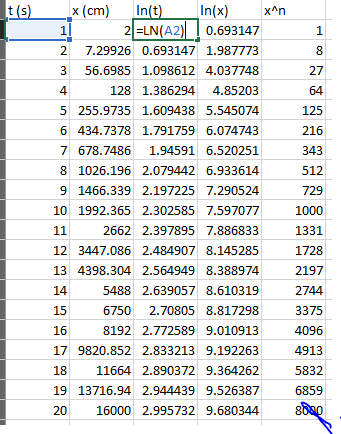 t (s) x (cm) ln(t) ln(x) x^n
1 2 =LN(A2) 0.693147 1
2 7.29926 0.693147 1.987773 8
3 56.6985 1.098612 4.037748 27
4 128 1.386294 4.85203 64
5 255.9735 1.609438 5.545074 125
6 434.7378 1.791759 6.074743 216
7 678.7486 1.94591 6.520251 343
8 1026.196 2.079442 6.933614 512
9 1466.339 2.197225 7.290524 729
10 1992.365 2.302585 7.597077 1000
11 2662 2.397895 7.886833 1331
12 3447.086 2.484907 8.145285 1728
13 4398.304 2.564949 8.388974 2197
14 5488 2.639057 8.610319 2744
15 6750 2.70805 8.817298 3375
16 8192 2.772589 9.010913 4096
17 9820.852 2.833213 9.192263 4913
18 11664 2.890372 9.364262 5832
19 13716.94 2.944439 9.526387 6859
20 16000 2.995732 9.680344 8000